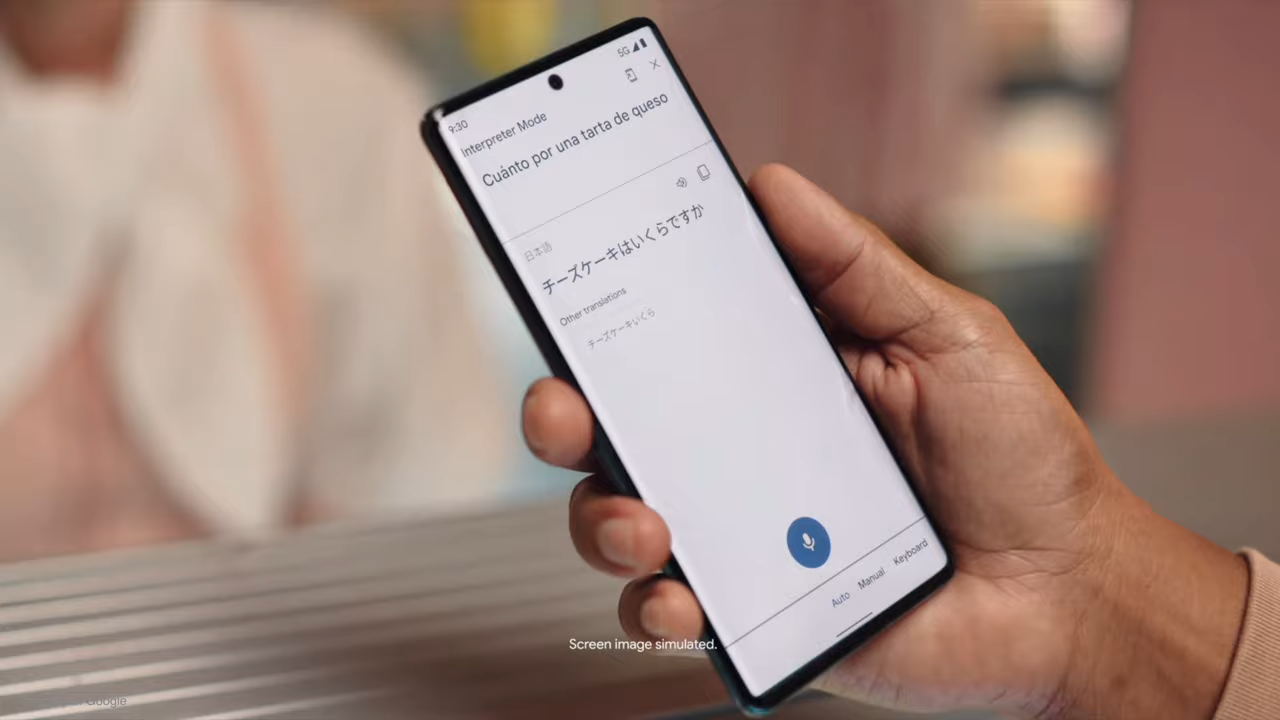 5G
9:30
Interpreter Mode
Cuánto por una tarta de queso
日本語
チーズケーキはいくらですか
Other translations
チーズケーキいくら
Auto
Manual
Keyboard
Screen image simulated.
Google